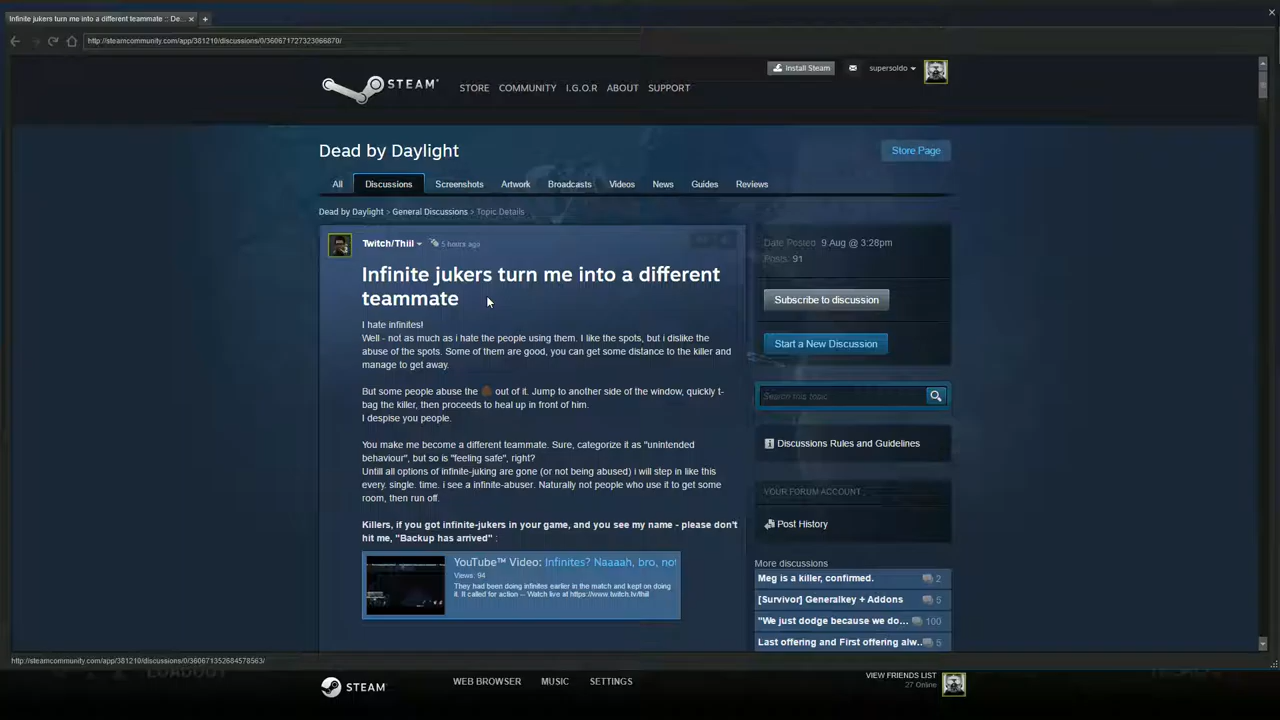 Infinite jukers turn me into a different teammate :: De...
http://steamcommunity.com/app/381210/discussions/0/360671727323066870/
STEAM
STORE COMMUNITY I.G.O.R ABOUT SUPPORT
Install Steam
supersoldo
Dead by Daylight
Store Page
All Discussions Screenshots Artwork Broadcasts Videos News Guides Reviews
Dead by Daylight > General Discussions > Topic Details
Twitch/Thiil 5 hours ago
Infinite jukers turn me into a different
teammate
I hate infinites!
Well - not as much as i hate the people using them. I like the spots, but i dislike the
abuse of the spots. Some of them are good, you can get some distance to the killer and
manage to get away.
But some people abuse the out of it. Jump to another side of the window, quickly t-
bag the killer, then proceeds to heal up in front of him.
I despise you people.
You make me become a different teammate. Sure, categorize it as "unintended
behaviour", but so is "feeling safe", right?
Untill all options of infinite-juking are gone (or not being abused) i will step in like this
every. single. time. i see a infinite-abuser. Naturally not people who use it to get some
room, then run off.
Killers, if you got infinite-jukers in your game, and you see my name - please don't
hit me, "Backup has arrived" :
YouTube™ Video: Infinites? Naaaah, bro, not
Views: 94
They had been doing infinites earlier in the match and kept on doing
it. It called for action -- Watch live at https://www.twitch.tv/thiil
Date Posted: 9 Aug @ 3:28pm
Posts: 91
Subscribe to discussion
Start a New Discussion
Search this topic
Discussions Rules and Guidelines
YOUR FORUM ACCOUNT
Post History
More discussions
Meg is a killer, confirmed. 2
[Survivor] Generalkey + Addons 5
"We just dodge because we do... 100
Last offering and First offering alw.. 5
http://steamcommunity.com/app/381210/discussions/0/360671352684578563/
LOADOUT
STEAM
WEB BROWSER MUSIC SETTINGS
VIEW FRIENDS LIST
27 Online